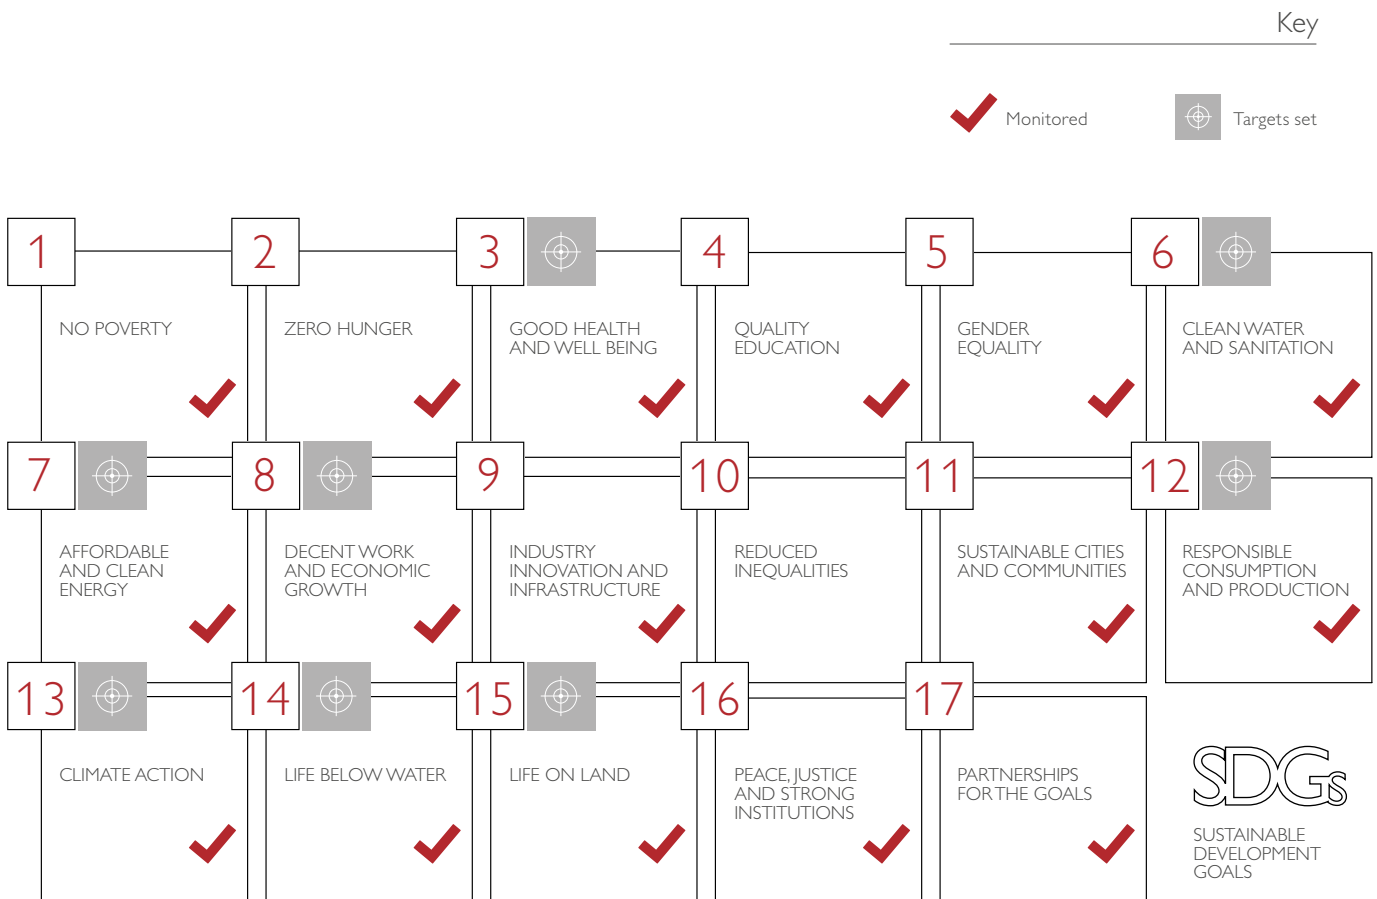 Key
Monitored
Targets set
1
2
3
4
5
6
NO POVERTY
ZERO HUNGER
GOOD HEALTH
AND WELL BEING
QUALITY
EDUCATION
GENDER
EQUALITY
CLEAN WATER
AND SANITATION
7
8
9
10
11
12
AFFORDABLE
AND CLEAN
ENERGY
DECENT WORK
AND ECONOMIC
GROWTH
INDUSTRY
INNOVATION AND
INFRASTRUCTURE
REDUCED
INEQUALITIES
SUSTAINABLE CITIES
AND COMMUNITIES
RESPONSIBLE
CONSUMPTION
AND PRODUCTION
13
14
15
16
17
CLIMATE ACTION
LIFE BELOW WATER
LIFE ON LAND
PEACE, JUSTICE
AND STRONG
INSTITUTIONS
PARTNERSHIPS
FOR THE GOALS
SDGs
SUSTAINABLE
DEVELOPMENT
GOALS